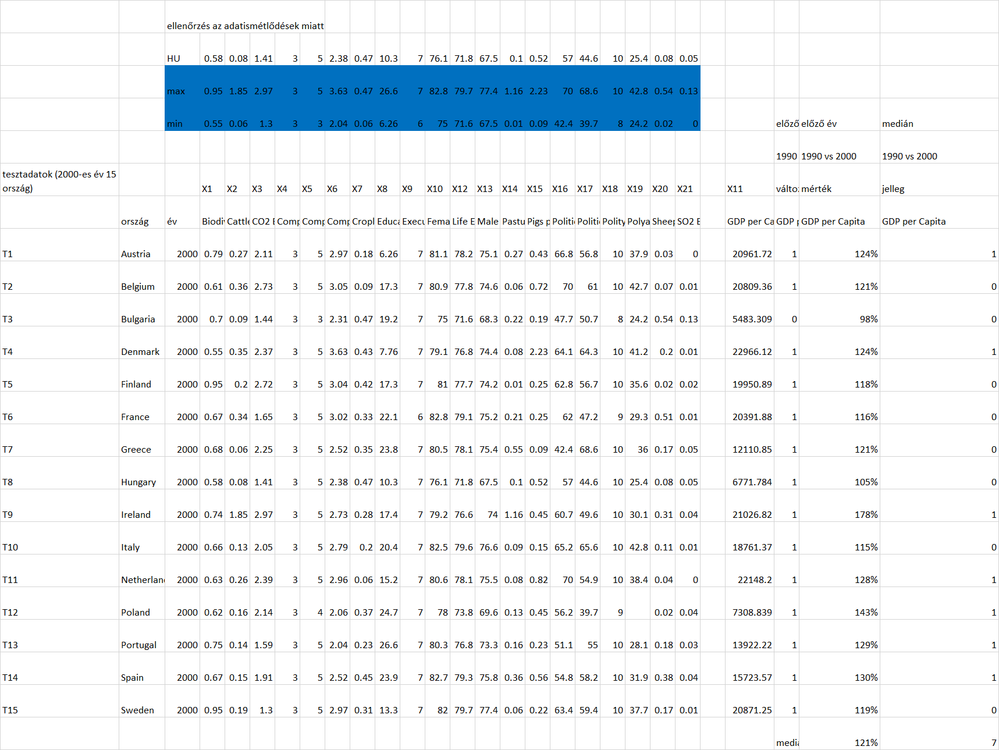 ellenőrzés az adatismétlődések miatt
HU 0.58 0.08 1.41 3 5 2.38 0.47 10.3 7 76.1 71.8 67.5 0.1 0.52 57 44.6 10 25.4 0.08 0.05
max 0.95 1.85 2.97 3 5 3.63 0.47 26.6 7 82.8 79.7 77.4 1.16 2.23 70 68.6 10 42.8 0.54 0.13
min 0.55 0.06 1.3 3 3 2.04 0.06 6.26 6 75 71.6 67.5 0.01 0.09 42.4 39.7 8 24.2 0.02 0 előző előző év medián
1990 1990 vs 2000 1990 vs 2000
tesztadatok (2000-es év 15
ország) X1 X2 X3 X4 X5 X6 X7 X8 X9 X10 X12 X13 X14 X15 X16 X17 X18 X19 X20 X21 X11 változ mérték jelleg
ország év Biodiv Cattle CO2 E Comp Comp Comp Cropl Educa Execu Fema Life E Male Pastu Pigs p Politic Politic Polity Polya Sheep SO2 E GDP per Ca GDP p GDP per Capita GDP per Capita
T1 Austria 2000 0.79 0.27 2.11 3 5 2.97 0.18 6.26 7 81.1 78.2 75.1 0.27 0.43 66.8 56.8 10 37.9 0.03 0 20961.72 1 124% 1
T2 Belgium 2000 0.61 0.36 2.73 3 5 3.05 0.09 17.3 7 80.9 77.8 74.6 0.06 0.72 70 61 10 42.7 0.07 0.01 20809.36 1 121% 0
T3 Bulgaria 2000 0.7 0.09 1.44 3 3 2.31 0.47 19.2 7 75 71.6 68.3 0.22 0.19 47.7 50.7 8 24.2 0.54 0.13 5483.309 0 98% 0
T4 Denmark 2000 0.55 0.35 2.37 3 5 3.63 0.43 7.76 7 79.1 76.8 74.4 0.08 2.23 64.1 64.3 10 41.2 0.2 0.01 22966.12 1 124% 1
T5 Finland 2000 0.95 0.2 2.72 3 5 3.04 0.42 17.3 7 81 77.7 74.2 0.01 0.25 62.8 56.7 10 35.6 0.02 0.02 19950.89 1 118% 0
T6 France 2000 0.67 0.34 1.65 3 5 3.02 0.33 22.1 6 82.8 79.1 75.2 0.21 0.25 62 47.2 9 29.3 0.51 0.01 20391.88 1 116% 0
T7 Greece 2000 0.68 0.06 2.25 3 5 2.52 0.35 23.8 7 80.5 78.1 75.4 0.55 0.09 42.4 68.6 10 36 0.17 0.05 12110.85 1 121% 0
T8 Hungary 2000 0.58 0.08 1.41 3 5 2.38 0.47 10.3 7 76.1 71.8 67.5 0.1 0.52 57 44.6 10 25.4 0.08 0.05 6771.784 1 105% 0
T9 Ireland 2000 0.74 1.85 2.97 3 5 2.73 0.28 17.4 7 79.2 76.6 74 1.16 0.45 60.7 49.6 10 30.1 0.31 0.04 21026.82 1 178% 1
T10 Italy 2000 0.66 0.13 2.05 3 5 2.79 0.2 20.4 7 82.5 79.6 76.6 0.09 0.15 65.2 65.6 10 42.8 0.11 0.01 18761.37 1 115% 0
T11 Netherlan 2000 0.63 0.26 2.39 3 5 2.96 0.06 15.2 7 80.6 78.1 75.5 0.08 0.82 70 54.9 10 38.4 0.04 0 22148.2 1 128% 1
T12 Poland 2000 0.62 0.16 2.14 3 4 2.06 0.37 24.7 7 78 73.8 69.6 0.13 0.45 56.2 39.7 9 0.02 0.04 7308.839 1 143% 1
T13 Portugal 2000 0.75 0.14 1.59 3 5 2.04 0.23 26.6 7 80.3 76.8 73.3 0.16 0.23 51.1 55 10 28.1 0.18 0.03 13922.22 1 129% 1
T14 Spain 2000 0.67 0.15 1.91 3 5 2.52 0.45 23.9 7 82.7 79.3 75.8 0.36 0.56 54.8 58.2 10 31.9 0.38 0.04 15723.57 1 130% 1
T15 Sweden 2000 0.95 0.19 1.3 3 5 2.97 0.31 13.3 7 82 79.7 77.4 0.06 0.22 63.4 59.4 10 37.7 0.17 0.01 20871.25 1 119% 0
mediá 121% 7